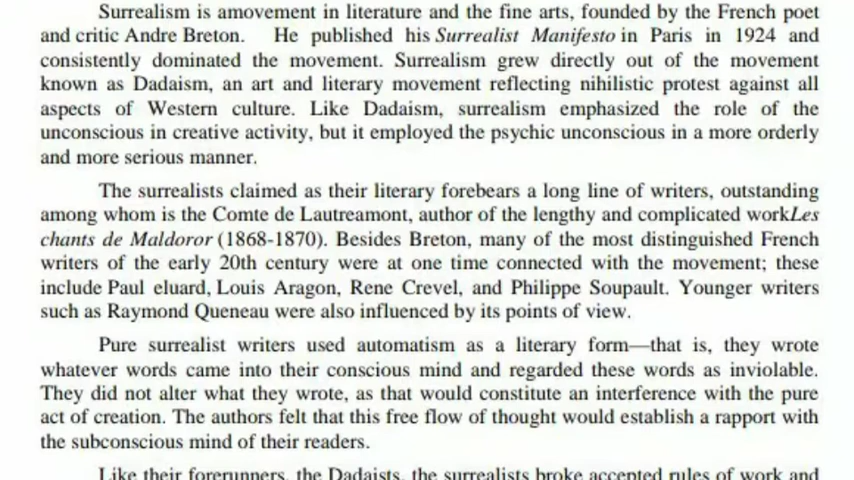 Surrealism is amovement in literature and the fine arts, founded by the French poet
and critic Andre Breton. He published his Surrealist Manifesto in Paris in 1924 and
consistently dominated the movement. Surrealism grew directly out of the movement
known as Dadaism, an art and literary movement reflecting nihilistic protest against all
aspects of Western culture. Like Dadaism, surrealism emphasized the role of the
unconscious in creative activity, but it employed the psychic unconscious in a more orderly
and more serious manner.
The surrealists claimed as their literary forebears a long line of writers, outstanding
among whom is the Comte de Lautreamont, author of the lengthy and complicated workLes
chants de Maldoror (1868-1870). Besides Breton, many of the most distinguished French
writers of the early 20th century were at one time connected with the movement; these
include Paul eluard, Louis Aragon, Rene Crevel, and Philippe Soupault. Younger writers
such as Raymond Queneau were also influenced by its points of view.
Pure surrealist writers used automatism as a literary form—that is, they wrote
whatever words came into their conscious mind and regarded these words as inviolable.
They did not alter what they wrote, as that would constitute an interference with the pure
act of creation. The authors felt that this free flow of thought would establish a rapport with
the subconscious mind of their readers.
Like their forerunners, the Dadaists, the surrealists broke accepted rules of work and